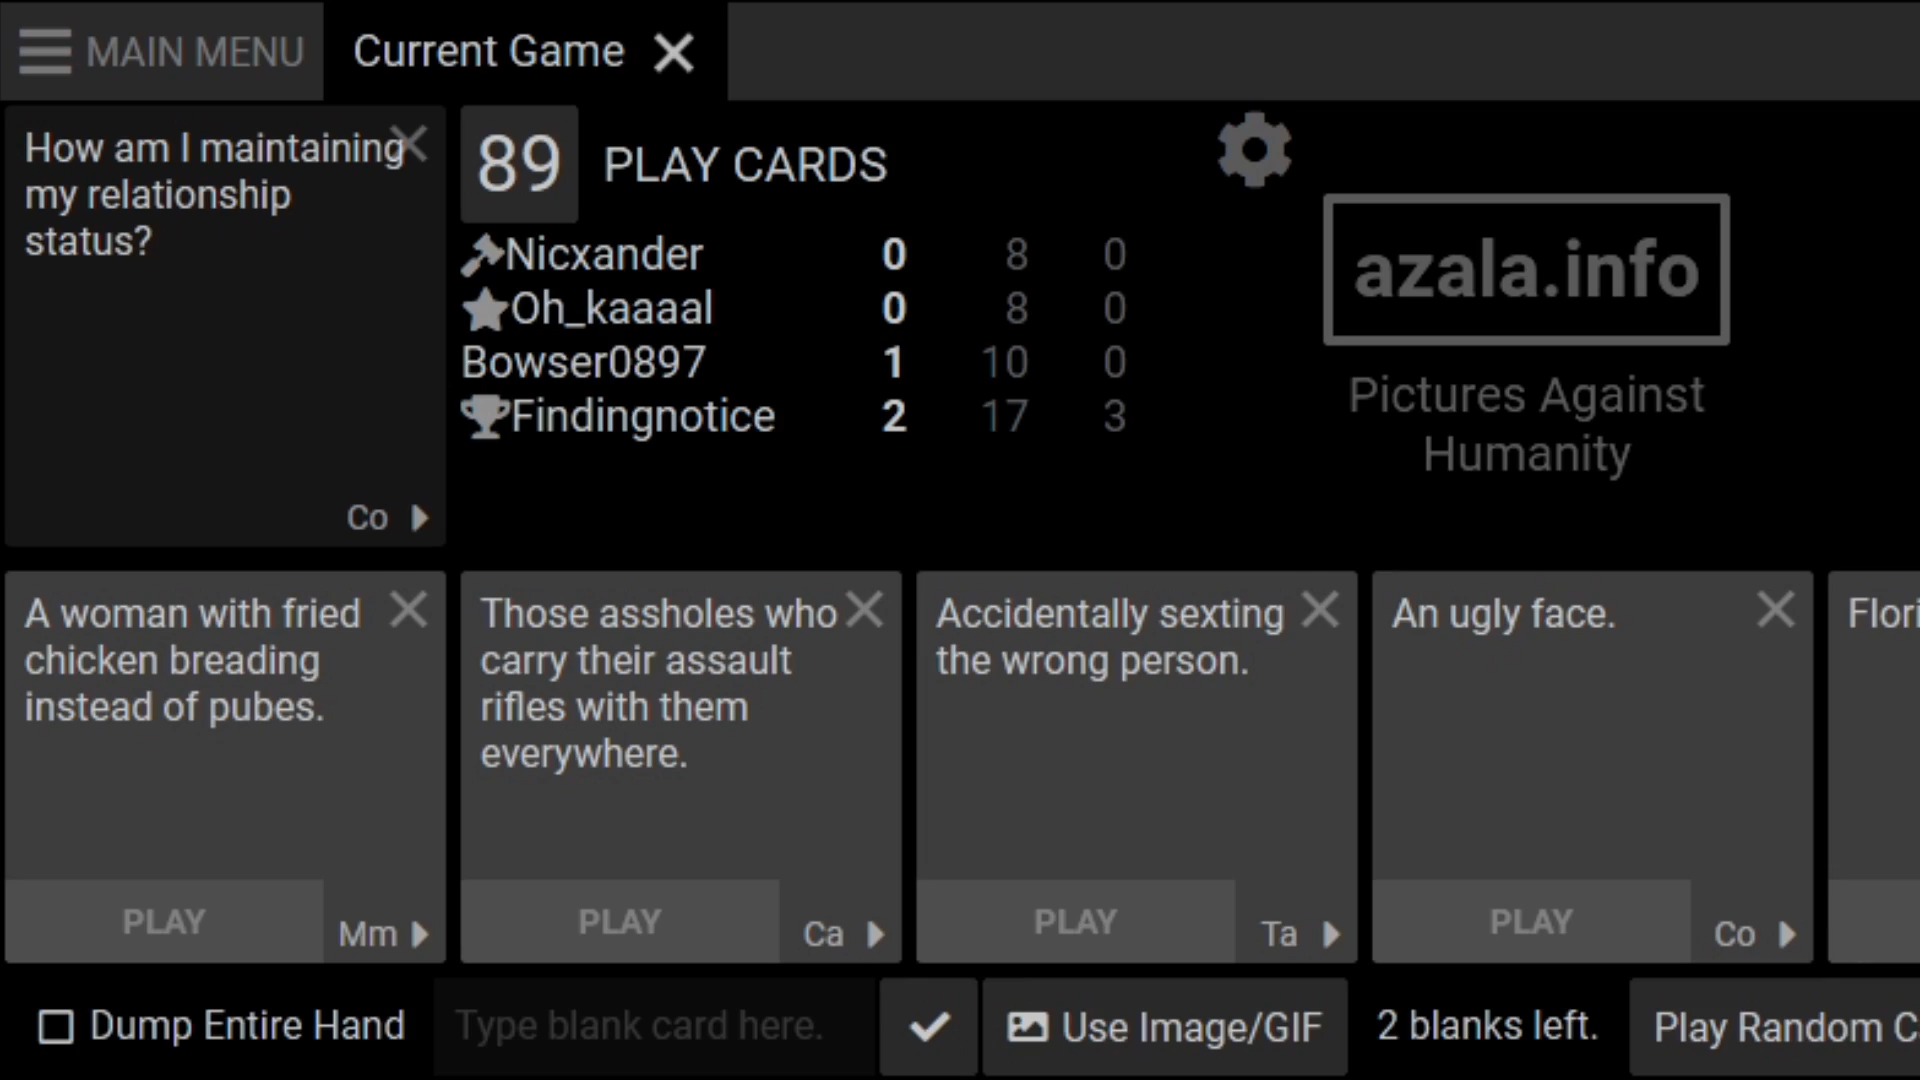 MAIN MENU
Current Game
How am I maintaining
my relationship
status?
Co
89
PLAY CARDS
Nicxander 0 8 0
Oh_kaaaal 0 8 0
Bowser0897 1 10 0
Findingnotice 2 17 3
azala.info
Pictures Against
Humanity
A woman with fried
chicken breading
instead of pubes.
PLAY
Mm
Those assholes who
carry their assault
rifles with them
everywhere.
PLAY
Ca
Accidentally sexting
the wrong person.
PLAY
Ta
An ugly face.
PLAY
Co
Flori
Dump Entire Hand
Type blank card here.
Use Image/GIF
2 blanks left.
Play Random C